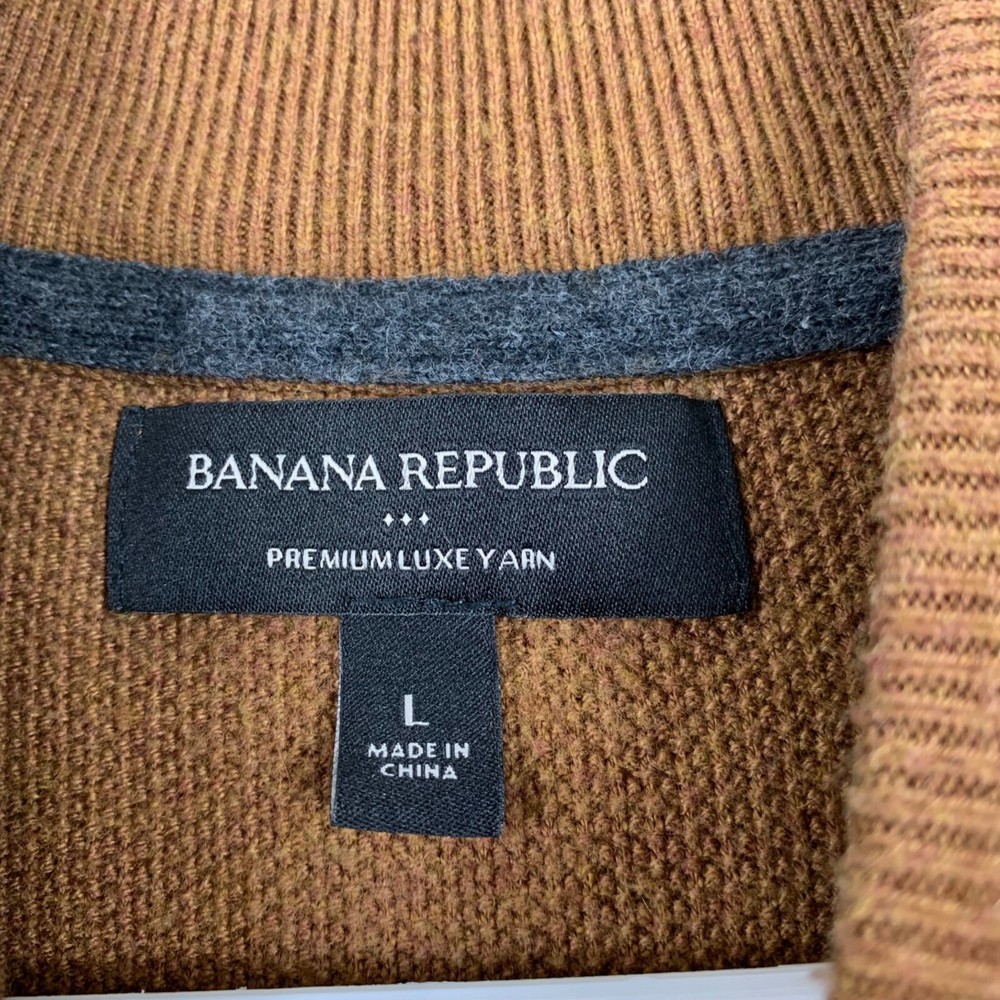 BANANA REPUBLIC
PREMIUM LUXE YARN
L
MADE IN
CHINA